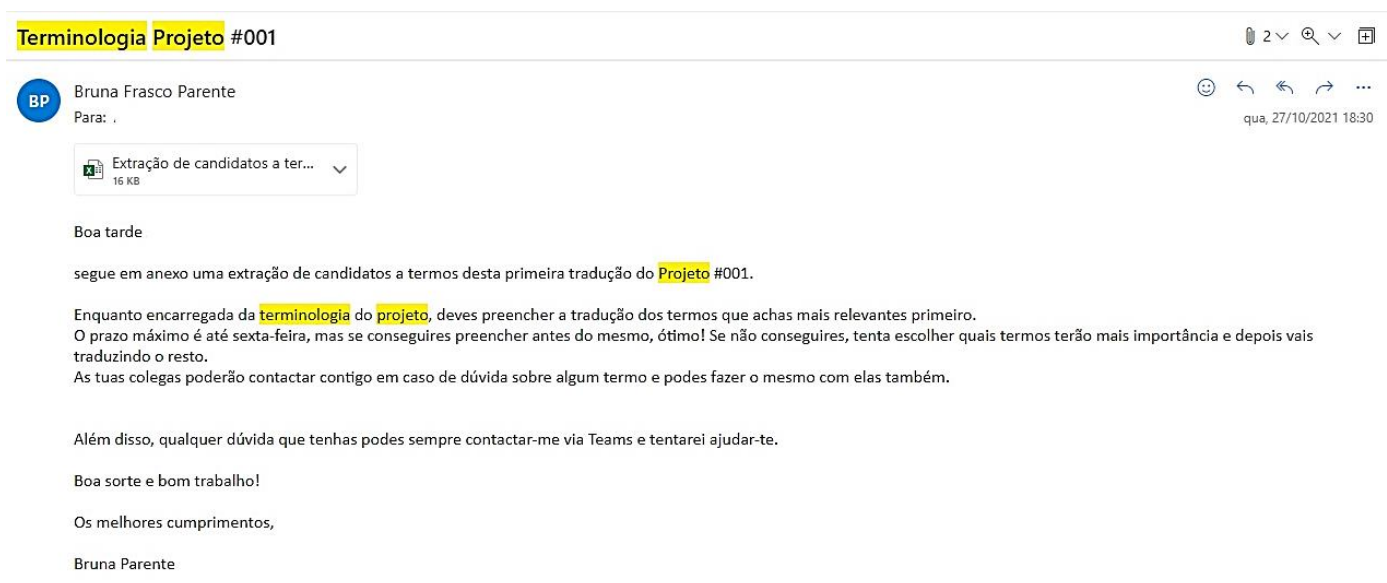 Terminologia Projeto #001
2
BP
Bruna Frasco Parente
Para: .
qua, 27/10/2021 18:30
Extração de candidatos a ter...
16 KB
Boa tarde
segue em anexo uma extração de candidatos a termos desta primeira tradução do Projeto #001.
Enquanto encarregada da terminologia do projeto, deves preencher a tradução dos termos que achas mais relevantes primeiro.
O prazo máximo é até sexta-feira, mas se conseguires preencher antes do mesmo, ótimo! Se não conseguires, tenta escolher quais termos terão mais importância e depois vais
traduzindo o resto.
As tuas colegas poderão contactar contigo em caso de dúvida sobre algum termo e podes fazer o mesmo com elas também.
Além disso, qualquer dúvida que tenhas podes sempre contactar-me via Teams e tentarei ajudar-te.
Boa sorte e bom trabalho!
Os melhores cumprimentos,
Bruna Parente